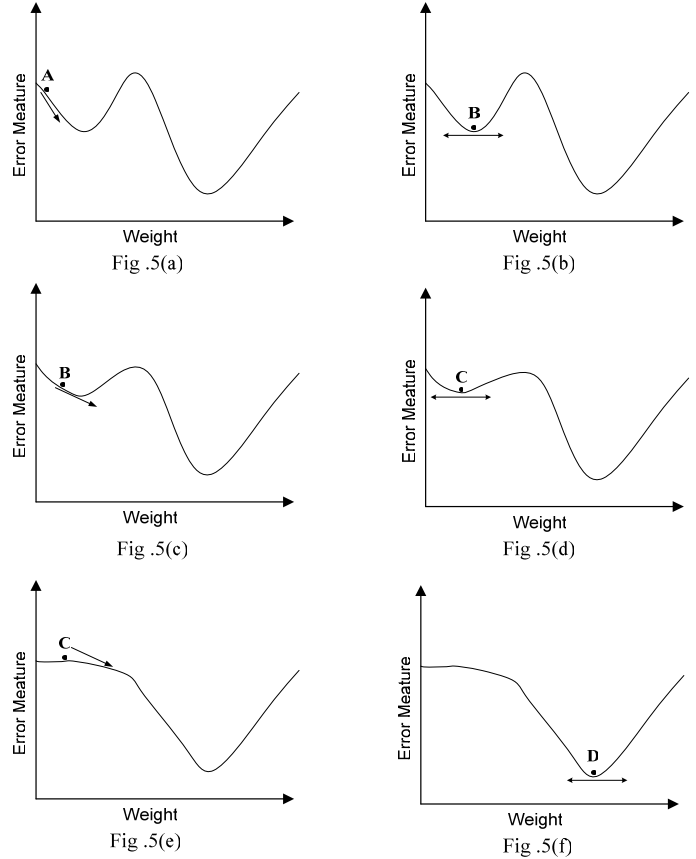 A
Error Meature
Weight
Fig .5(a)
B
Error Meature
Weight
Fig .5(b)
B
Error Meature
Weight
Fig .5(c)
C
Error Meature
Weight
Fig .5(d)
C
Error Meature
Weight
Fig .5(e)
D
Error Meature
Weight
Fig .5(f)